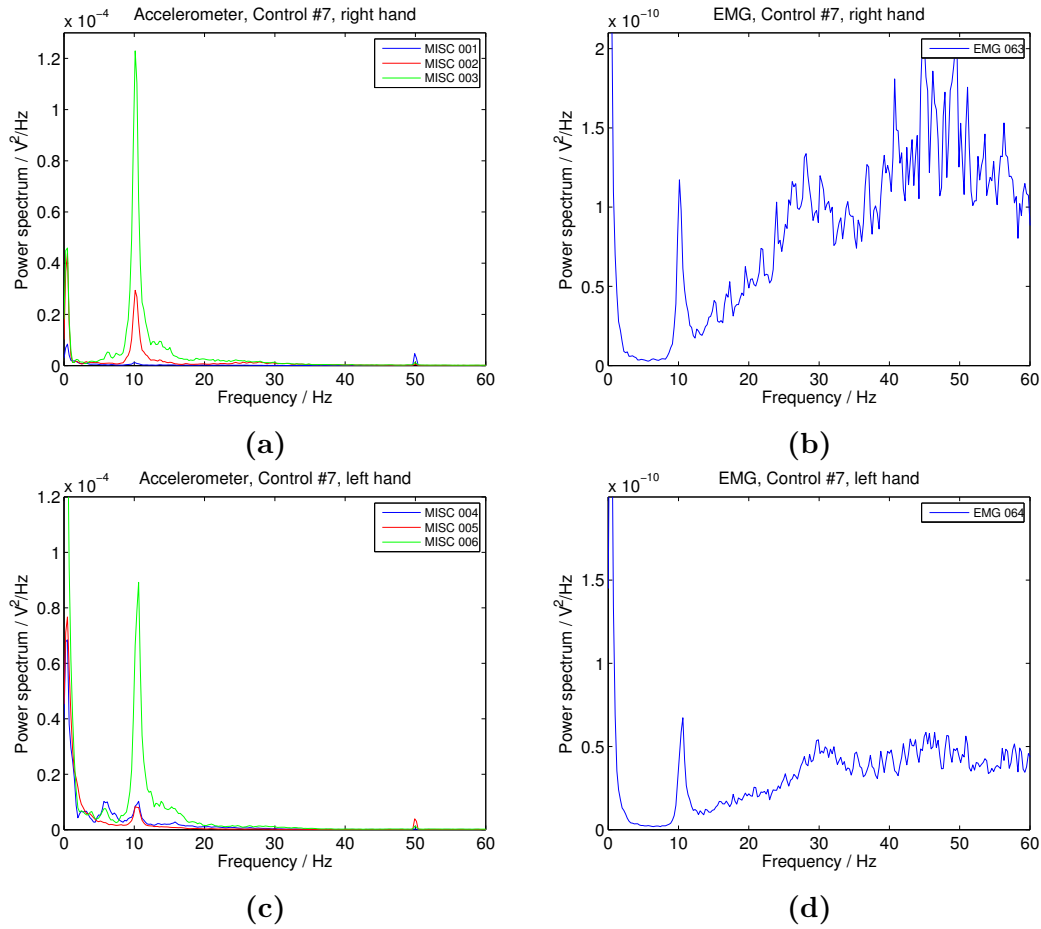 Accelerometer, Control #7, right hand
x 10^-4
MISC 001
MISC 002
MISC 003
1.2
1
0.8
0.6
0.4
0.2
0
0 10 20 30 40 50 60
Power spectrum / V^2/Hz
Frequency / Hz
(a)
EMG, Control #7, right hand
x 10^-10
EMG 063
2
1.5
1
0.5
0
0 10 20 30 40 50 60
Power spectrum / V^2/Hz
Frequency / Hz
(b)
Accelerometer, Control #7, left hand
x 10^-4
MISC 004
MISC 005
MISC 006
1.2
1
0.8
0.6
0.4
0.2
0
0 10 20 30 40 50 60
Power spectrum / V^2/Hz
Frequency / Hz
(c)
EMG, Control #7, left hand
x 10^-10
EMG 064
2
1.5
1
0.5
0
0 10 20 30 40 50 60
Power spectrum / V^2/Hz
Frequency / Hz
(d)